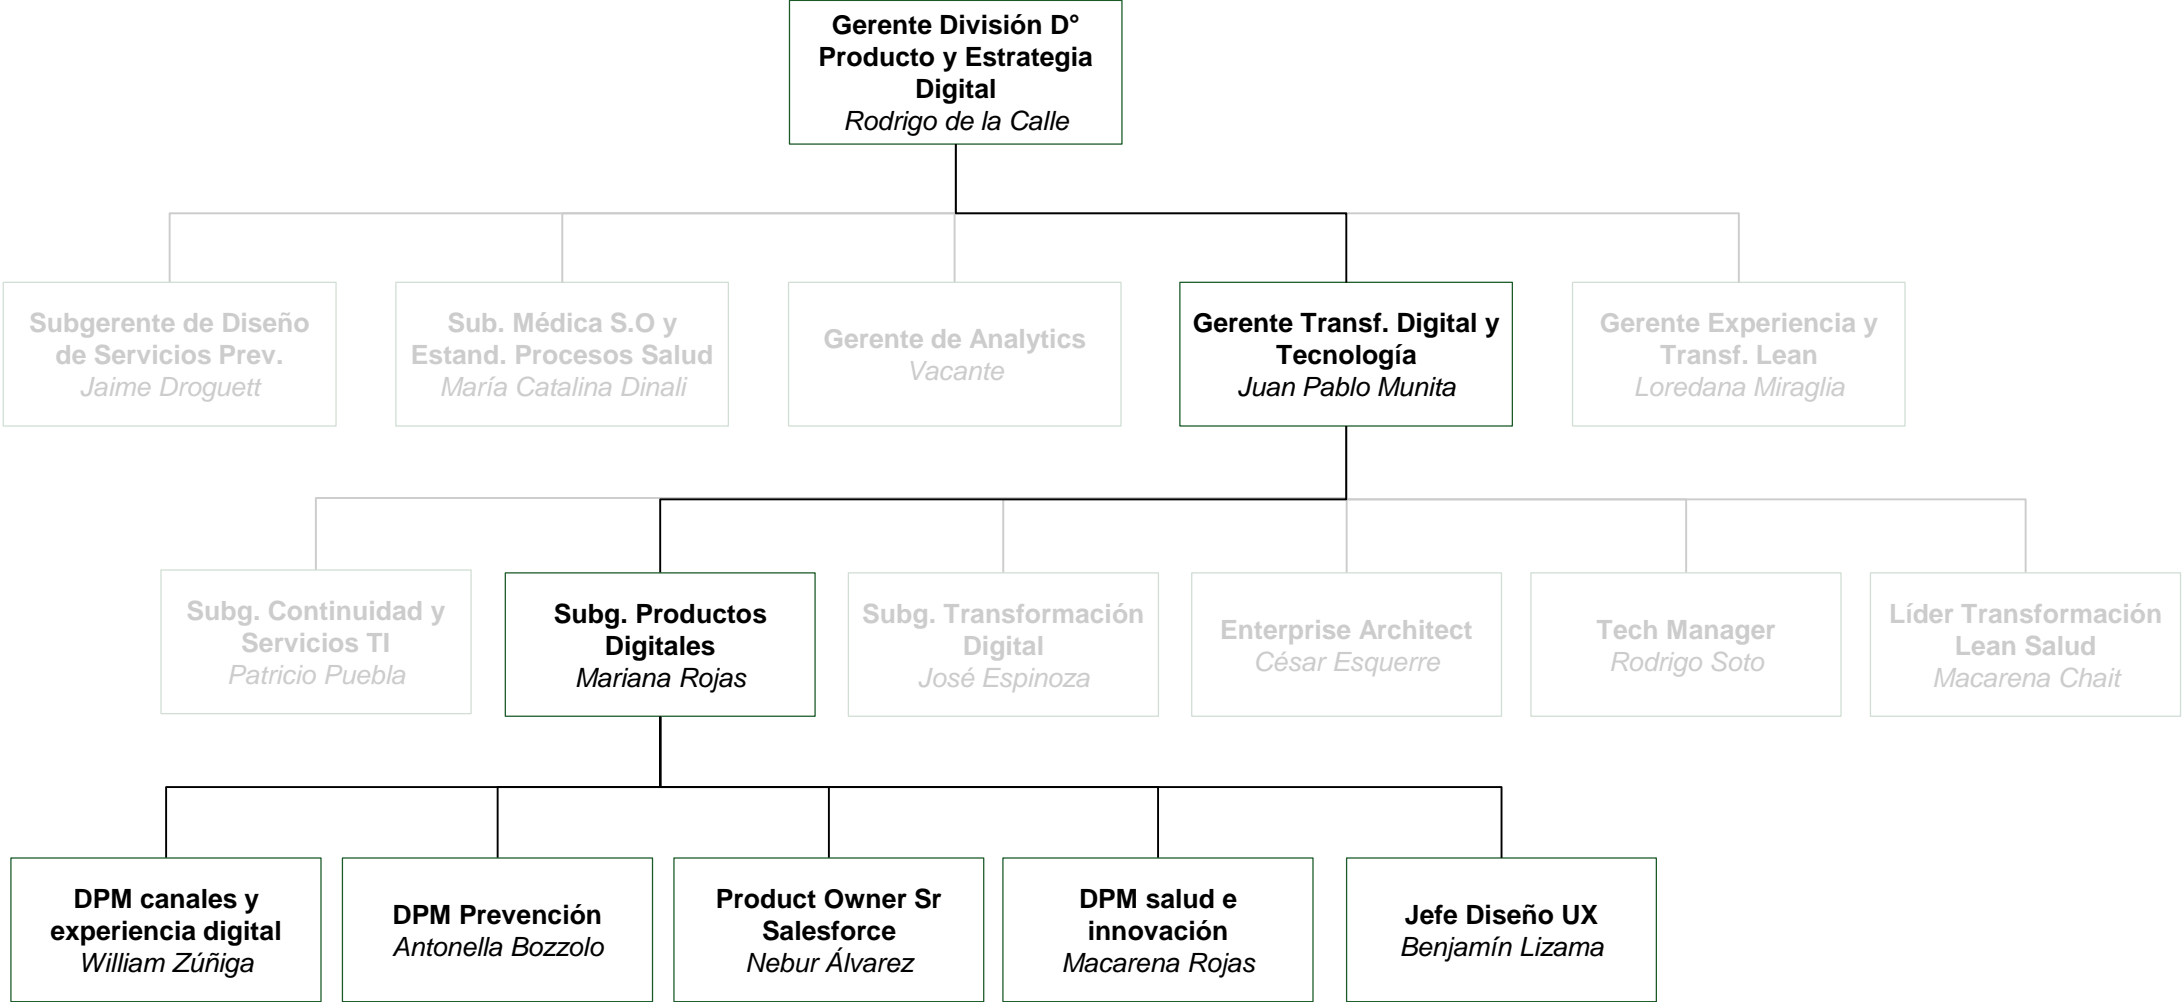 Gerente División D°
Producto y Estrategia
Digital
Rodrigo de la Calle
Subgerente de Diseño
de Servicios Prev.
Jaime Droguett
Sub. Médica S.O y
Estand. Procesos Salud
María Catalina Dinali
Gerente de Analytics
Vacante
Gerente Transf. Digital y
Tecnología
Juan Pablo Munita
Gerente Experiencia y
Transf. Lean
Loredana Miraglia
Subg. Continuidad y
Servicios TI
Patricio Puebla
Subg. Productos
Digitales
Mariana Rojas
Subg. Transformación
Digital
José Espinoza
Enterprise Architect
César Esquerre
Tech Manager
Rodrigo Soto
Líder Transformación
Lean Salud
Macarena Chait
DPM canales y
experiencia digital
William Zúñiga
DPM Prevención
Antonella Bozzolo
Product Owner Sr
Salesforce
Nebur Álvarez
DPM salud e
innovación
Macarena Rojas
Jefe Diseño UX
Benjamín Lizama